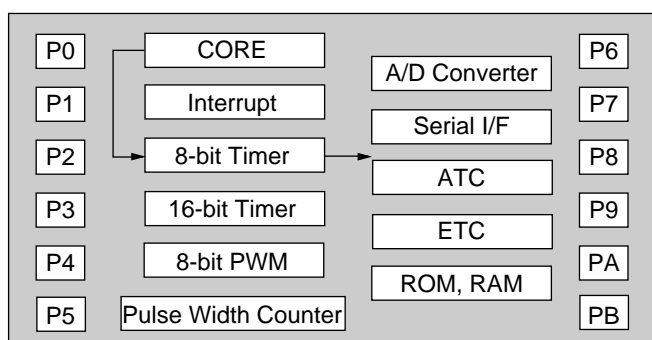 P0
P1
P2
P3
P4
P5
CORE
Interrupt
8-bit Timer
16-bit Timer
8-bit PWM
Pulse Width Counter
A/D Converter
Serial I/F
ATC
ETC
ROM, RAM
P6
P7
P8
P9
PA
PB